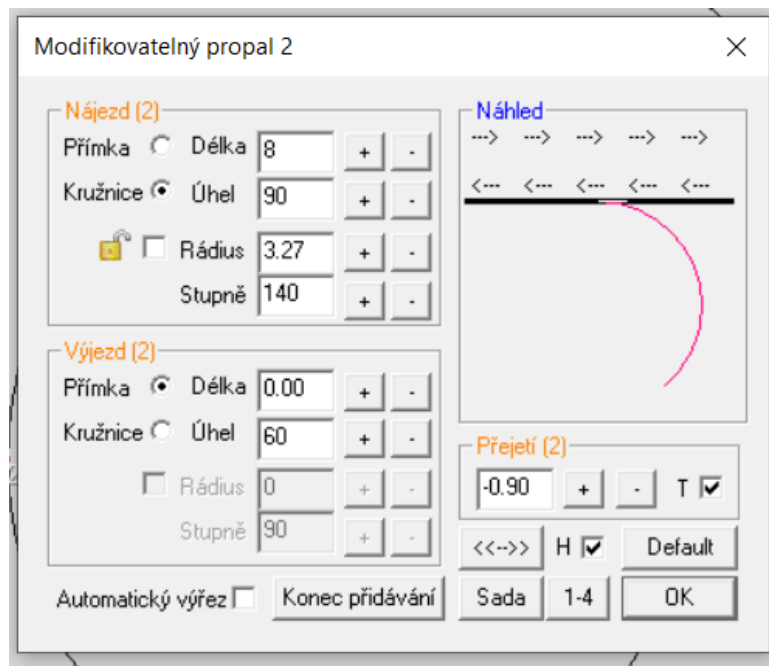 Modifikovatelný propal 2
Nájezd (2)
Přímka Délka 8 + -
Kružnice Úhel 90 + -
Rádius 3.27 + -
Stupně 140 + -
Výjezd (2)
Přímka Délka 0.00 + -
Kružnice Úhel 60 + -
Rádius 0 + -
Stupně 90 + -
Automatický výřez Konec přidávání
Náhled
---> ---> ---> ---> --->
<--- <--- <--- <--- <---
Přejetí (2)
-0.90 + - T
<<-->> H Default
Sada 1-4 OK